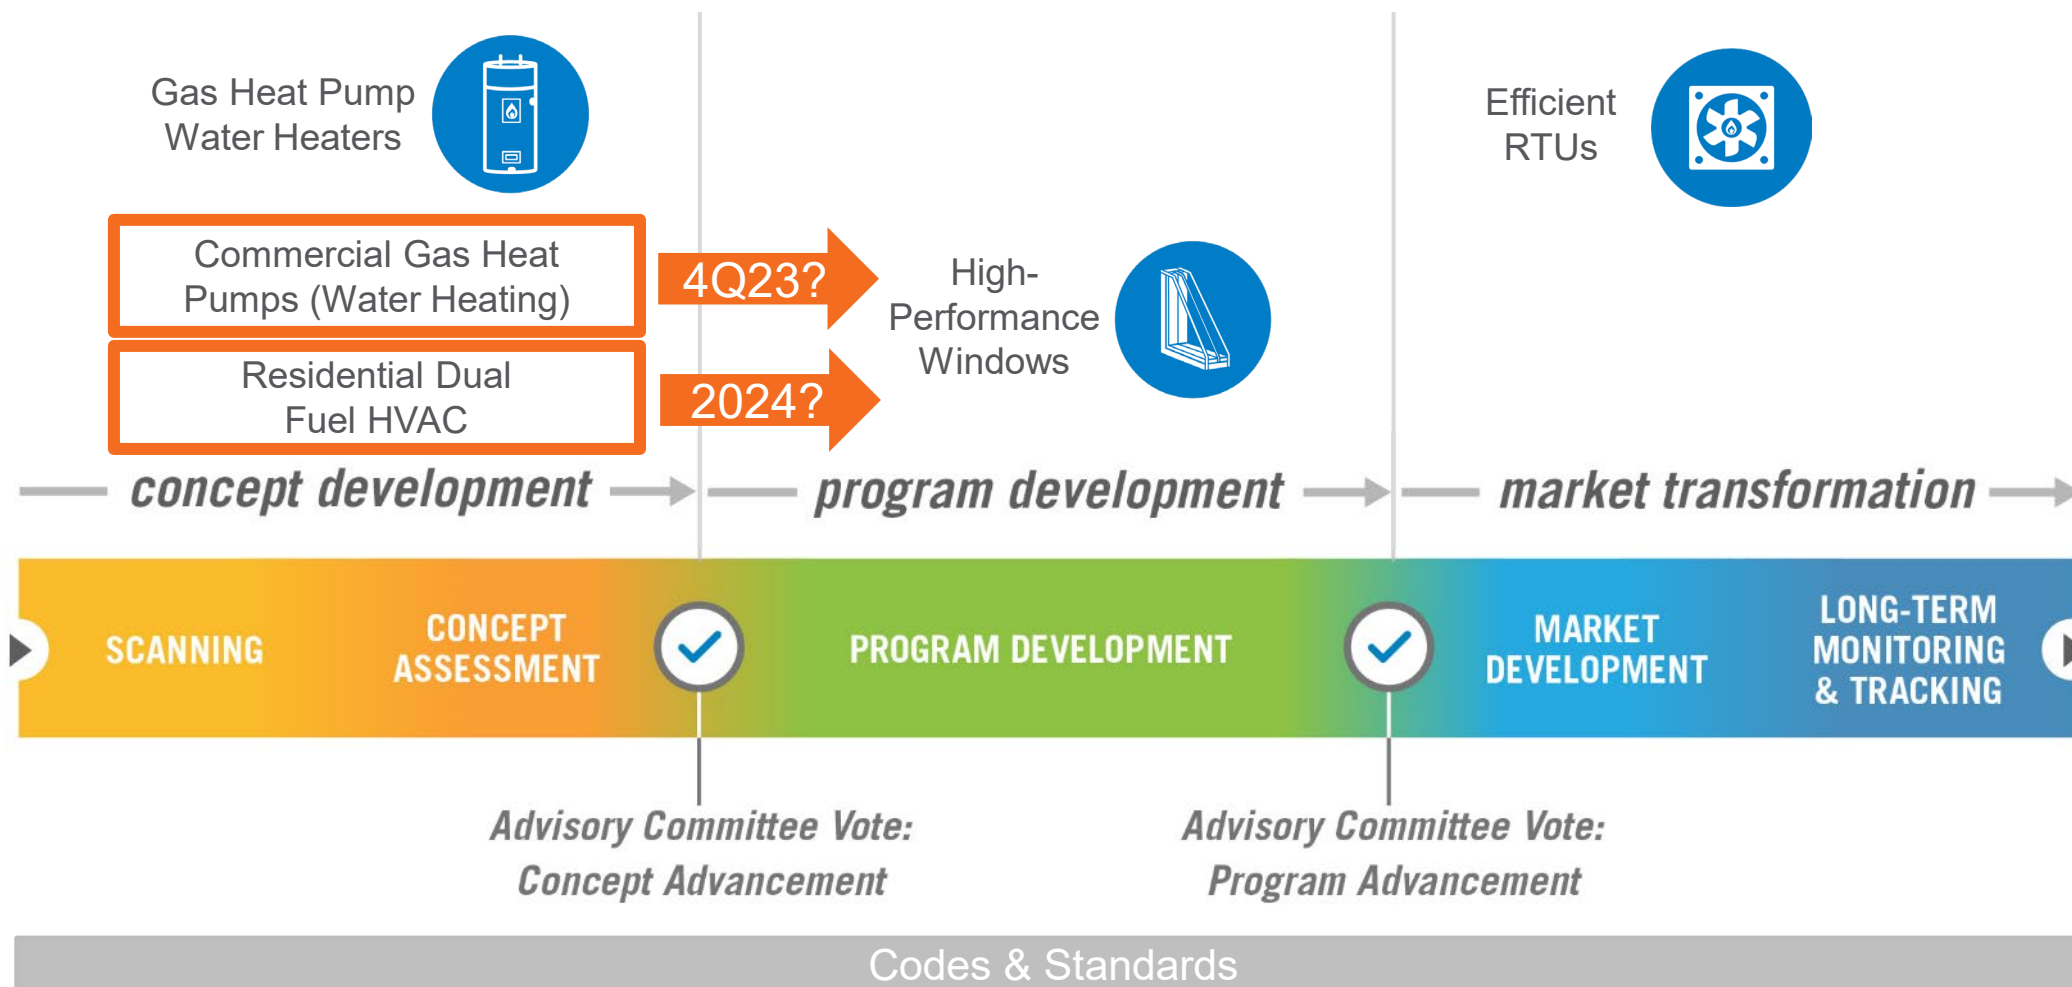 Gas Heat Pump
Water Heaters
Efficient
RTUs
Commercial Gas Heat
Pumps (Water Heating)
4Q23?
High-
Performance
Windows
Residential Dual
Fuel HVAC
2024?
concept development
program development
market transformation
SCANNING
CONCEPT
ASSESSMENT
PROGRAM DEVELOPMENT
MARKET
DEVELOPMENT
LONG-TERM
MONITORING
& TRACKING
Advisory Committee Vote:
Concept Advancement
Advisory Committee Vote:
Program Advancement
Codes & Standards